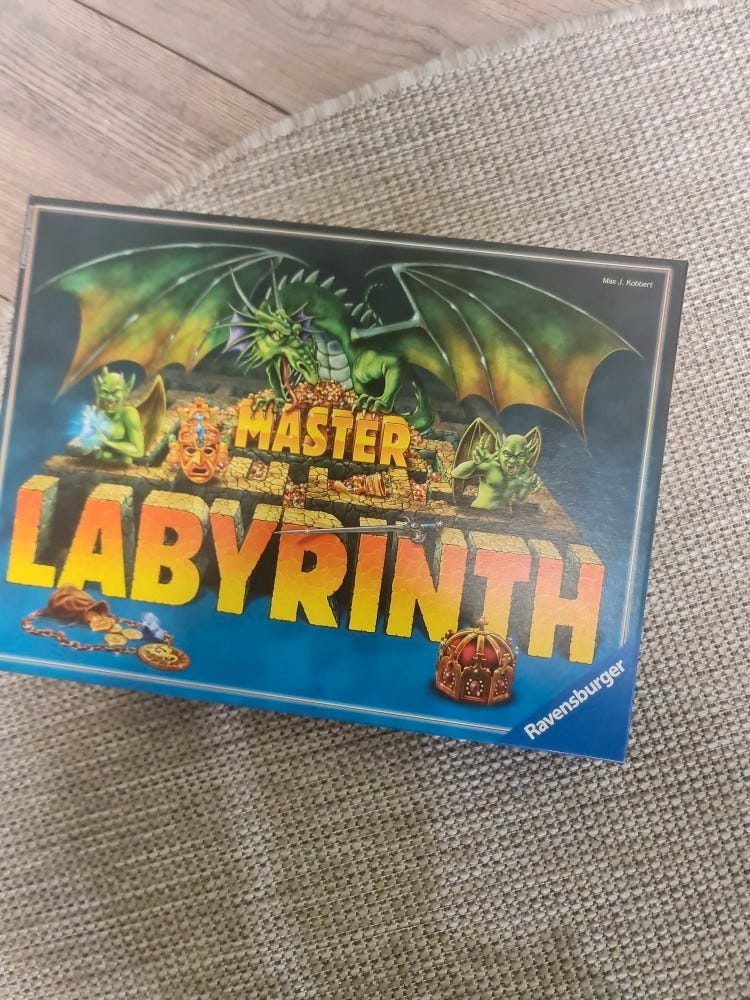 Max J. Kobbert
MASTER
LABYRINTH
Ravensburger